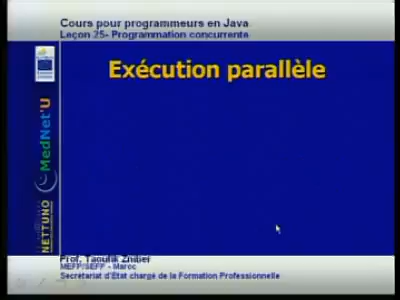 Cours pour programmeurs en Java
Leçon 25- Programmation concurrente
Exécution parallèle
MedNet'U
NETTUNO
Prof. Taoufik Zniber
MEFP/SEFP - Maroc
Secrétariat d'Etat chargé de la Formation Professionnelle